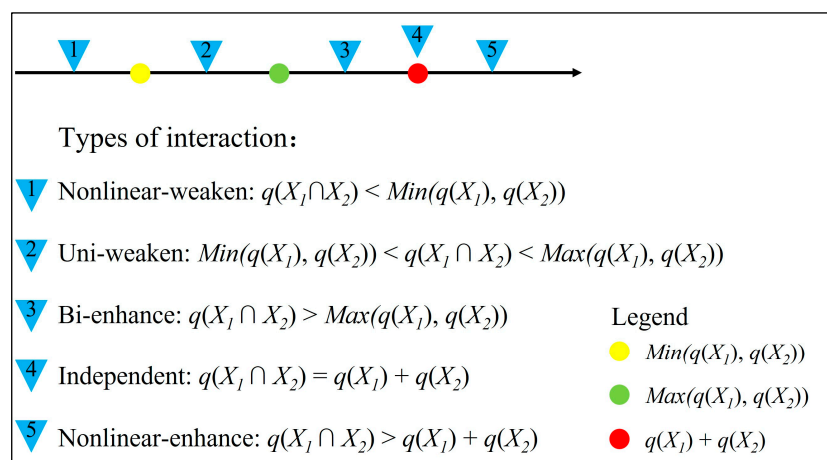 1 2 3 4 5
Types of interaction：
1 Nonlinear-weaken: q(X₁∩X₂) < Min(q(X₁), q(X₂))
2 Uni-weaken: Min(q(X₁), q(X₂)) < q(X₁ ∩ X₂) < Max(q(X₁), q(X₂))
3 Bi-enhance: q(X₁ ∩ X₂) > Max(q(X₁), q(X₂))
4 Independent: q(X₁ ∩ X₂) = q(X₁) + q(X₂)
5 Nonlinear-enhance: q(X₁ ∩ X₂) > q(X₁) + q(X₂)
Legend
Min(q(X₁), q(X₂))
Max(q(X₁), q(X₂))
q(X₁) + q(X₂)